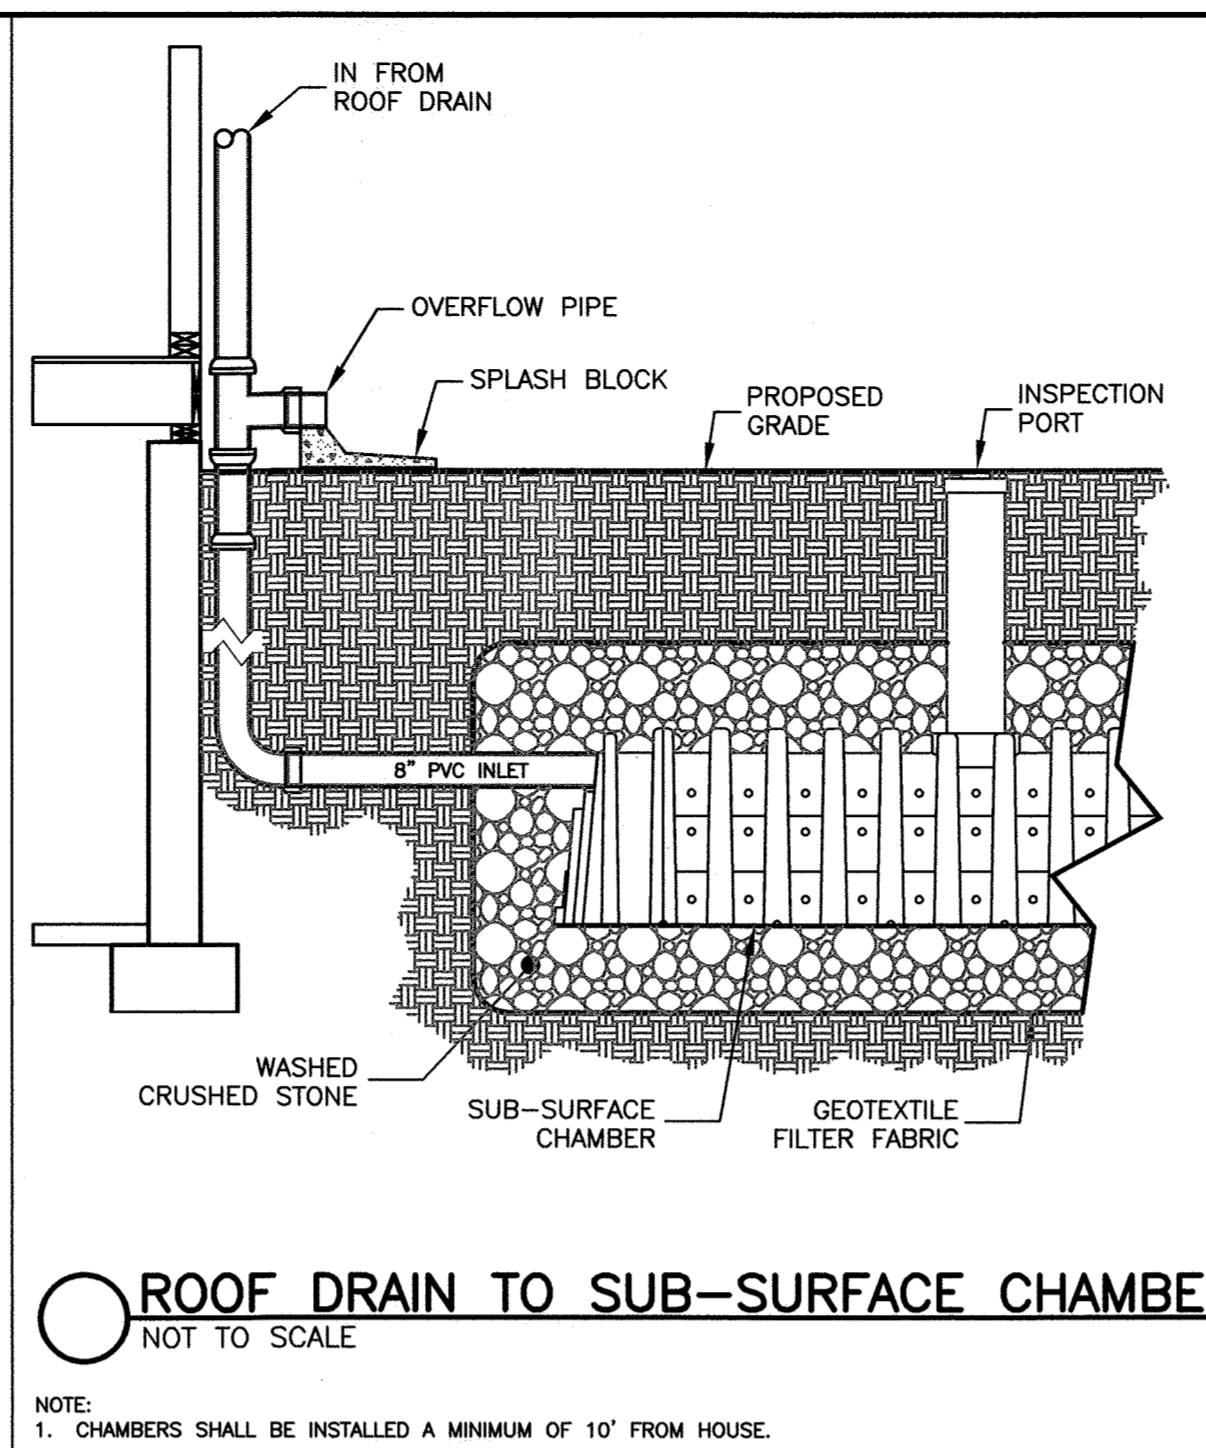 IN FROM
ROOF DRAIN
OVERFLOW PIPE
SPLASH BLOCK
PROPOSED
GRADE
INSPECTION
PORT
8" PVC INLET
WASHED
CRUSHED STONE
SUB-SURFACE
CHAMBER
GEOTEXTILE
FILTER FABRIC
ROOF DRAIN TO SUB-SURFACE CHAMBE
NOT TO SCALE
NOTE:
1. CHAMBERS SHALL BE INSTALLED A MINIMUM OF 10' FROM HOUSE.